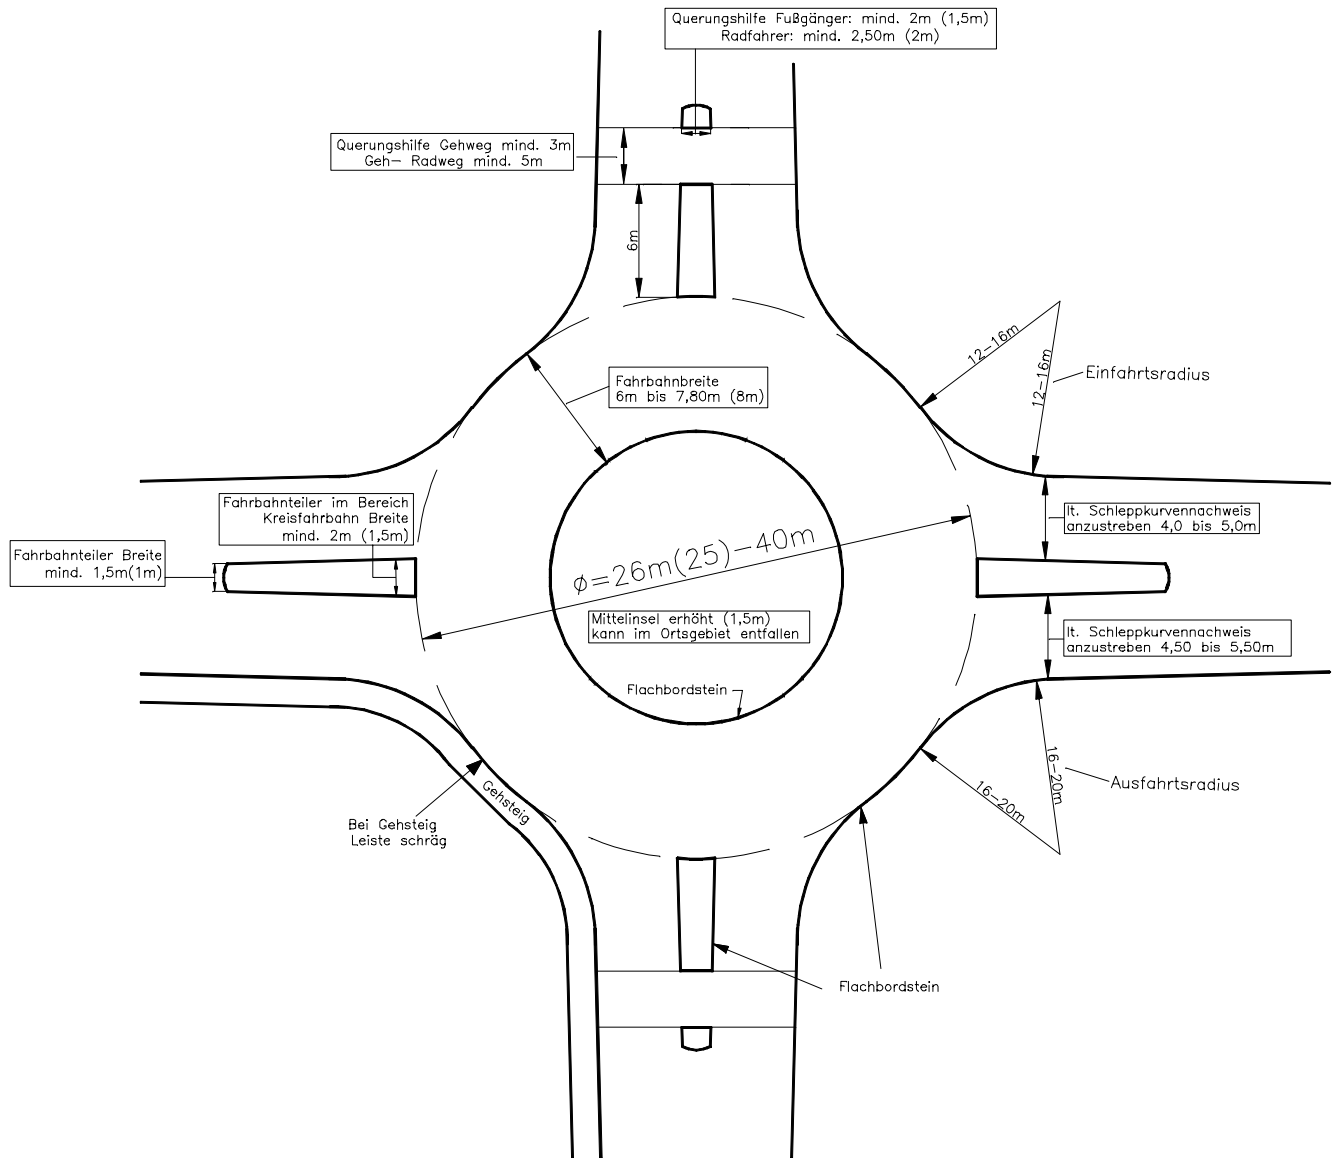 Querungshilfe Fußgänger: mind. 2m (1,5m)
Radfahrer: mind. 2,50m (2m)
Querungshilfe Gehweg mind. 3m
Geh– Radweg mind. 5m
6m
12–16m
12–16m
Einfahrtsradius
Fahrbahnbreite
6m bis 7,80m (8m)
Fahrbahnteiler im Bereich
Kreisfahrbahn Breite
mind. 2m (1,5m)
Fahrbahnteiler Breite
mind. 1,5m(1m)
lt. Schleppkurvennachweis
anzustreben 4,0 bis 5,0m
ø=26m(25)–40m
Mittelinsel erhöht (1,5m)
kann im Ortsgebiet entfallen
lt. Schleppkurvennachweis
anzustreben 4,50 bis 5,50m
Flachbordstein
16–20m
16–20m
Ausfahrtsradius
Gehsteig
Bei Gehsteig
Leiste schräg
Flachbordstein